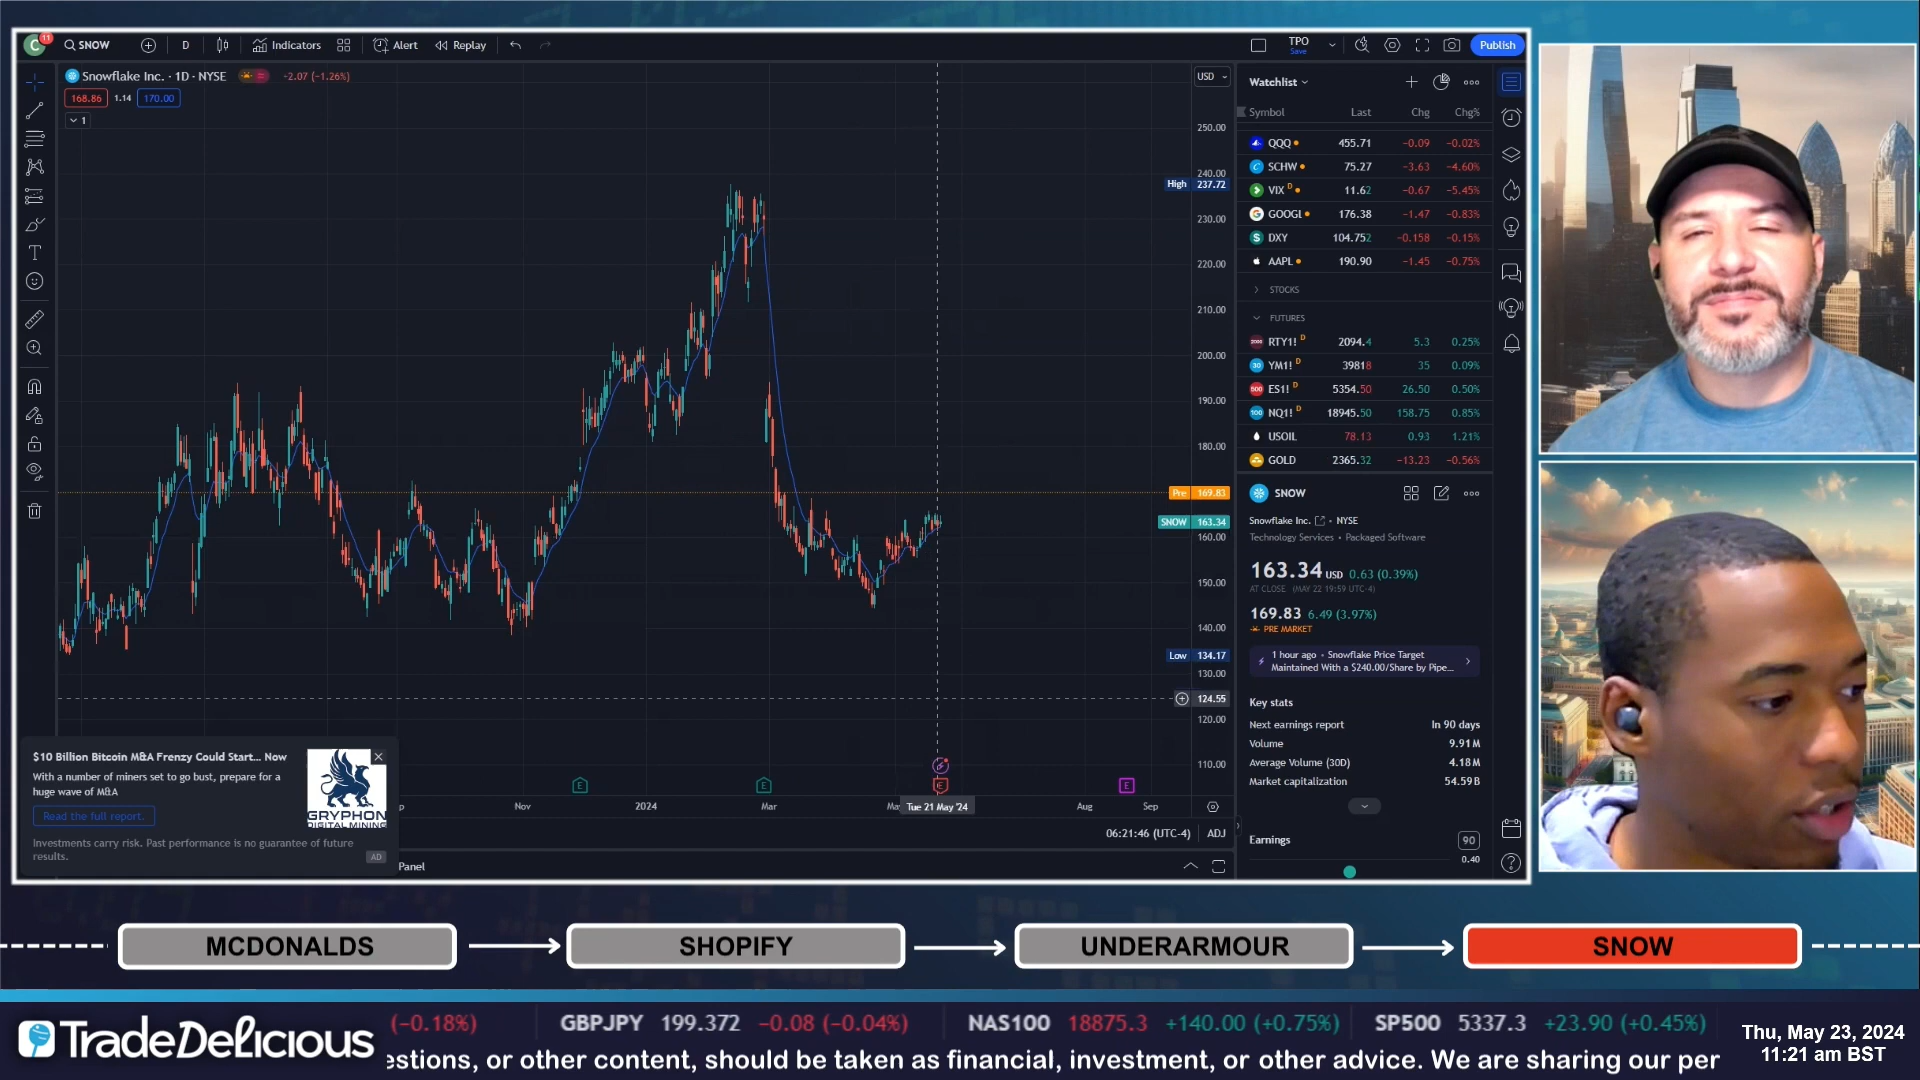 C 11 SNOW D Indicators Alert Replay TPO Save Publish
Snowflake Inc. · 1D · NYSE -2.07 (-1.26%)
168.86 1.14 170.00
1
USD
250.00
240.00
High 237.72
230.00
220.00
210.00
200.00
190.00
180.00
Pre 169.83
SNOW 163.34
160.00
150.00
140.00
Low 134.17
130.00
124.55
120.00
110.00
E E E E
Nov 2024 Mar Tue 21 May '24 Aug Sep
06:21:46 (UTC-4) ADJ
Panel
$10 Billion Bitcoin M&A Frenzy Could Start... Now
With a number of miners set to go bust, prepare for a
huge wave of M&A
Read the full report.
GRYPHON
DIGITAL MINING
Investments carry risk. Past performance is no guarantee of future
results.
AD
Watchlist
Symbol Last Chg Chg%
QQQ 455.71 -0.09 -0.02%
SCHW 75.27 -3.63 -4.60%
VIX D 11.62 -0.67 -5.45%
GOOGL 176.38 -1.47 -0.83%
DXY 104.752 -0.158 -0.15%
AAPL 190.90 -1.45 -0.75%
STOCKS
FUTURES
RTY1! D 2094.4 5.3 0.25%
YM1! D 39818 35 0.09%
ES1! D 5354.50 26.50 0.50%
NQ1! D 18945.50 158.75 0.85%
USOIL 78.13 0.93 1.21%
GOLD 2365.32 -13.23 -0.56%
SNOW
Snowflake Inc. • NYSE
Technology Services • Packaged Software
163.34 USD 0.63 (0.39%)
AT CLOSE (MAY 22 19:59 UTC-4)
169.83 6.49 (3.97%)
PRE MARKET
1 hour ago • Snowflake Price Target
Maintained With a $240.00/Share by Pipe...
Key stats
Next earnings report In 90 days
Volume 9.91M
Average Volume (30D) 4.18M
Market capitalization 54.59B
Earnings 90
0.40
MCDONALDS SHOPIFY UNDERARMOUR SNOW
TradeDelicious
(-0.18%) GBPJPY 199.372 -0.08 (-0.04%) NAS100 18875.3 +140.00 (+0.75%) SP500 5337.3 +23.90 (+0.45%)
estions, or other content, should be taken as financial, investment, or other advice. We are sharing our per
Thu, May 23, 2024
11:21 am BST